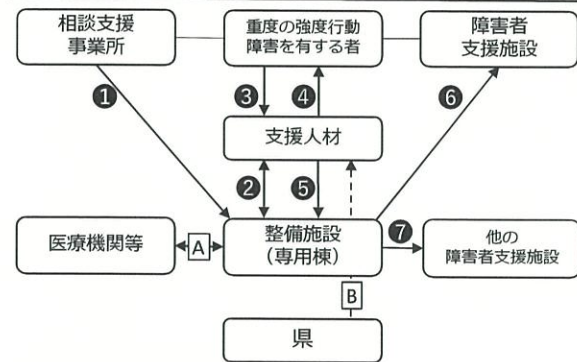 相談支援
事業所
重度の強度行動
障害を有する者
障害者
支援施設
❶
❸
❹
❻
支援人材
❷
❺
医療機関等
A
整備施設
（専用棟）
❼
他の
障害者支援施設
B
県